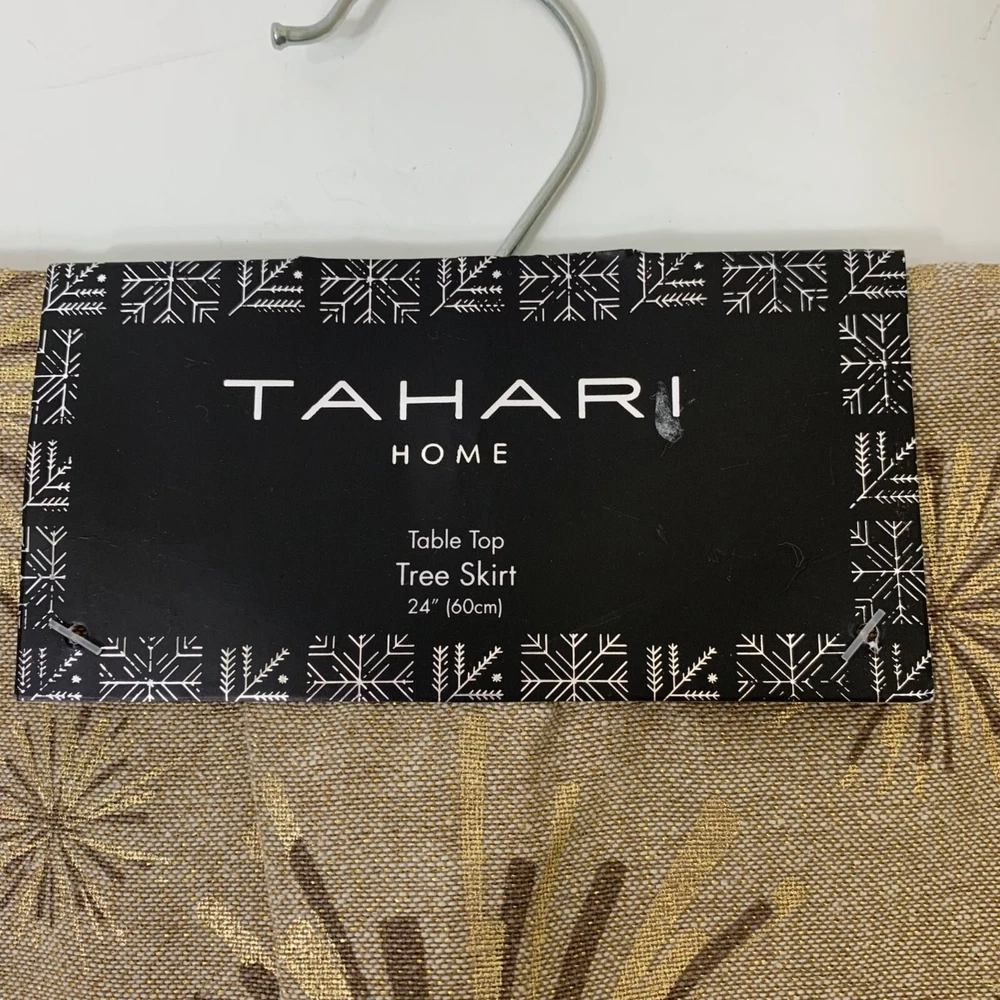 TAHARI
HOME
Table Top
Tree Skirt
24” (60cm)